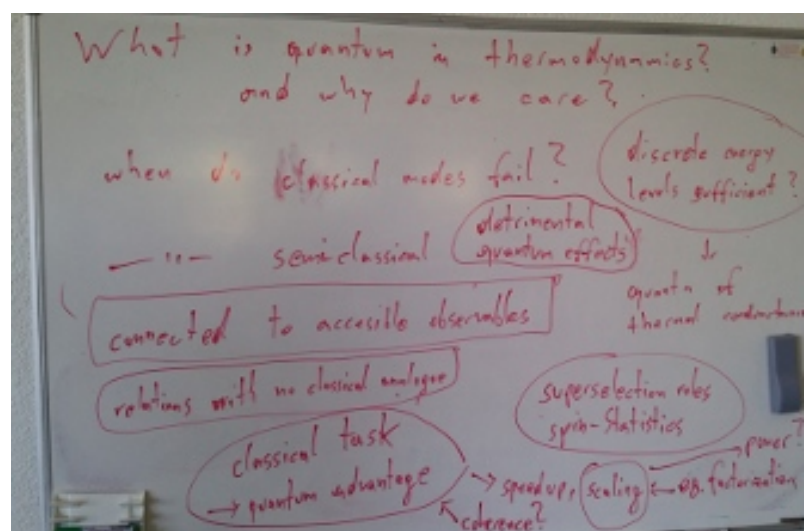 What is quantum in thermodynamics?
and why do we care?
when do classical modes fail?
discrete energy
levels sufficient?
— " — semiclassical
detrimental
quantum effects
quanta of
thermal conductance
connected to accesible observables
relations with no classical analogue
superselection rules
spin-Statistics
classical task
→ quantum advantage
→ speedup, scaling ← eg. factorization
power?
coherence?